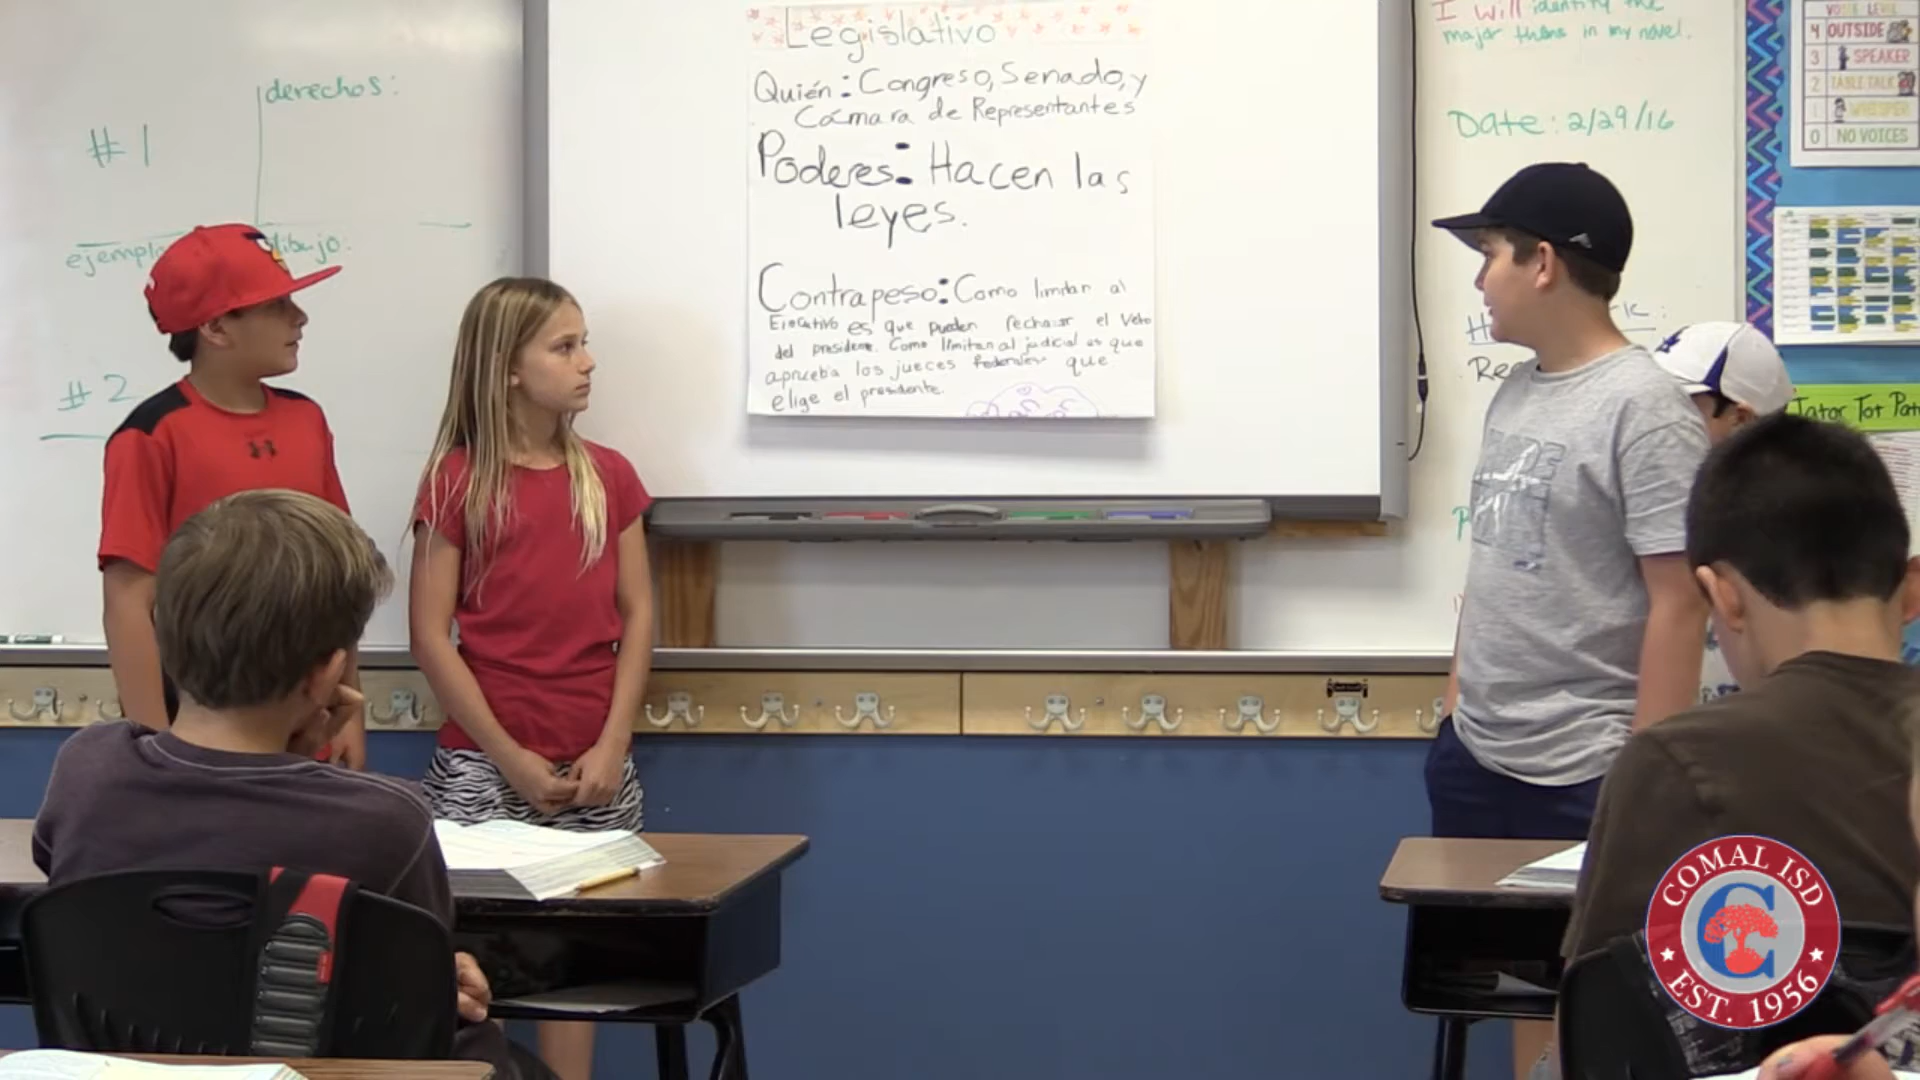 derechos:
#1
ejemplo
dibujo:
#2
Legislativo
Quién: Congreso, Senado, y
Cámara de Representantes
Poderes: Hacen las
leyes.
Contrapeso: Como limitan al
Ejecutivo es que pueden rechazar el veto
del presidente. Como limitan al judicial es que
aprueba los jueces federales que
elige el presidente.
I will identify the
major theme in my novel.
Date: 2/29/16
VOICE LEVEL
4 OUTSIDE
3 SPEAKER
2 TABLE TALK
1 WHISPER
0 NO VOICES
Tator Tot
COMAL ISD
C
EST. 1956